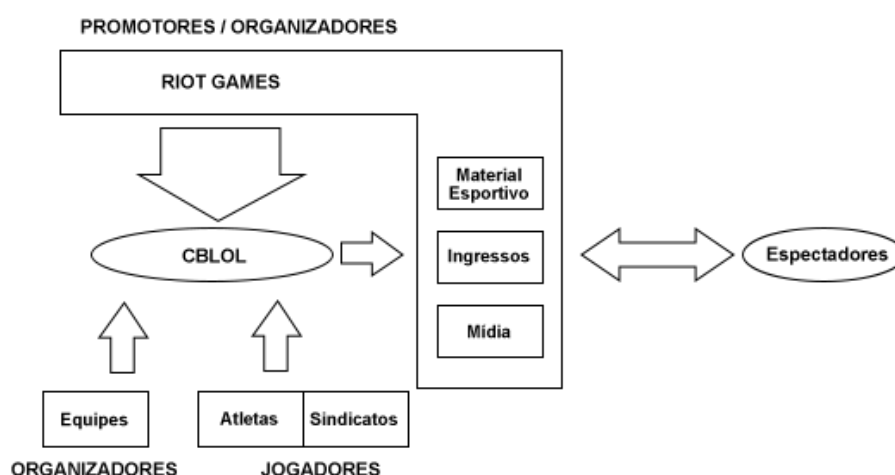 PROMOTORES / ORGANIZADORES
RIOT GAMES
Material
Esportivo
CBLOL
Ingressos
Espectadores
Mídia
Equipes
Atletas
Sindicatos
ORGANIZADORES
JOGADORES